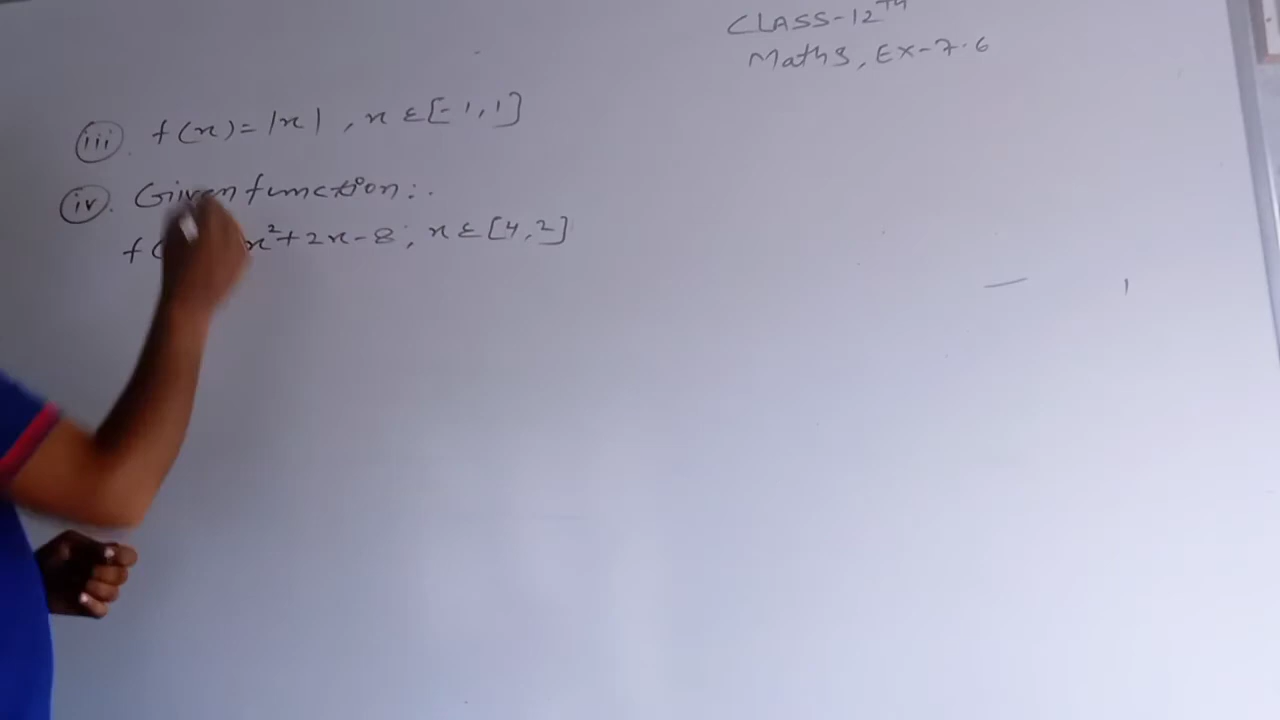 CLASS-12TH
Maths, EX-7.6
iii. f(x)=|x| , x ε[-1,1]
iv. Given function:.
f( x²+2x-8; x ε [4,2]